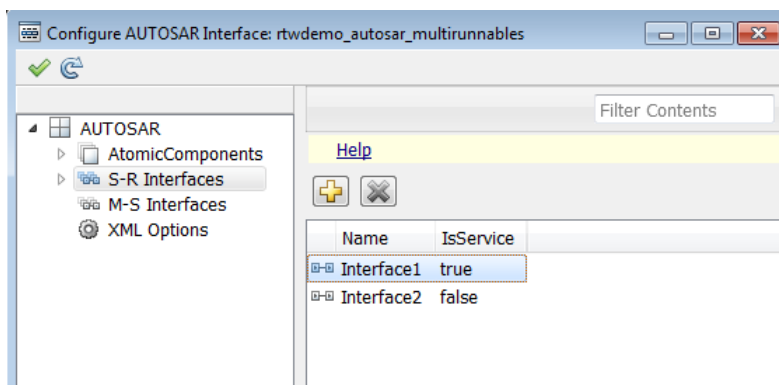 Configure AUTOSAR Interface: rtwdemo_autosar_multirunnables
Filter Contents
AUTOSAR
AtomicComponents
S-R Interfaces
M-S Interfaces
XML Options
Help
Name IsService
Interface1 true
Interface2 false